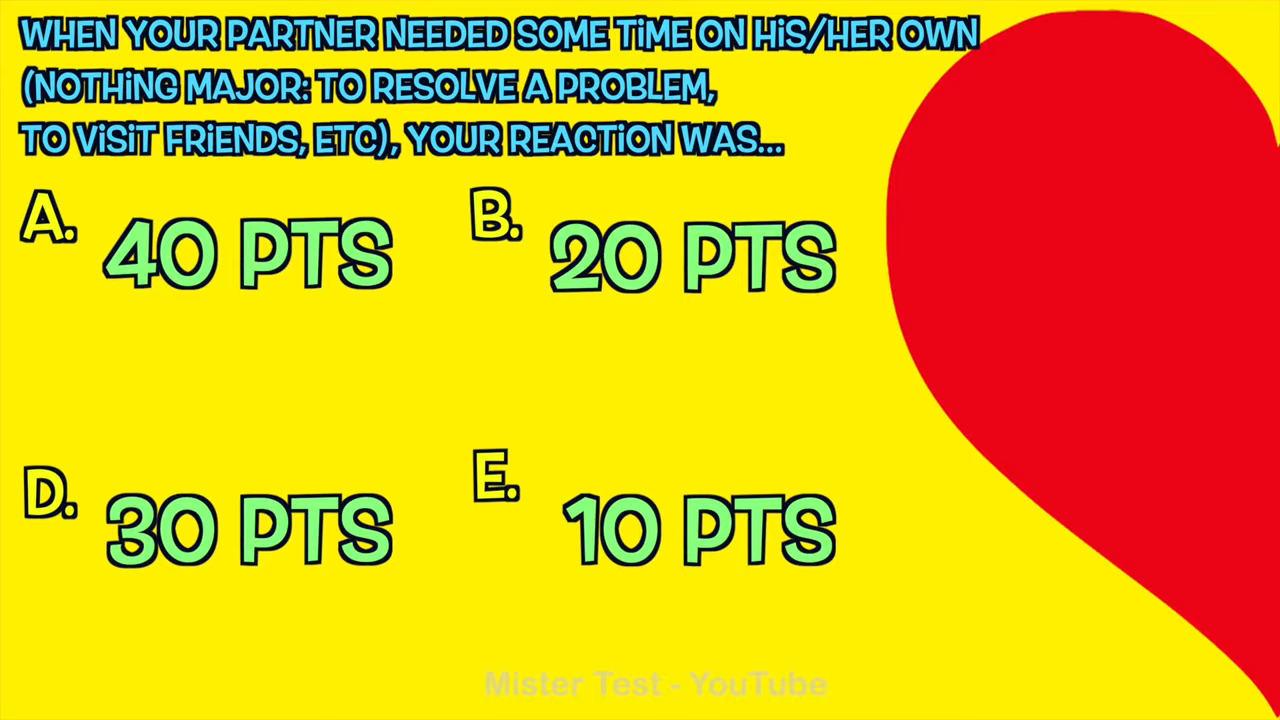 WHEN YOUR PARTNER NEEDED SOME TiME ON HiS/HER OWN
(NOTHiNG MAJOR: TO RESOLVE A PROBLEM,
TO ViSiT FRiENDS, ETC), YOUR REACTiON WAS...
A. 40 PTS
B. 20 PTS
D. 30 PTS
E. 10 PTS
Mister Test - YouTube